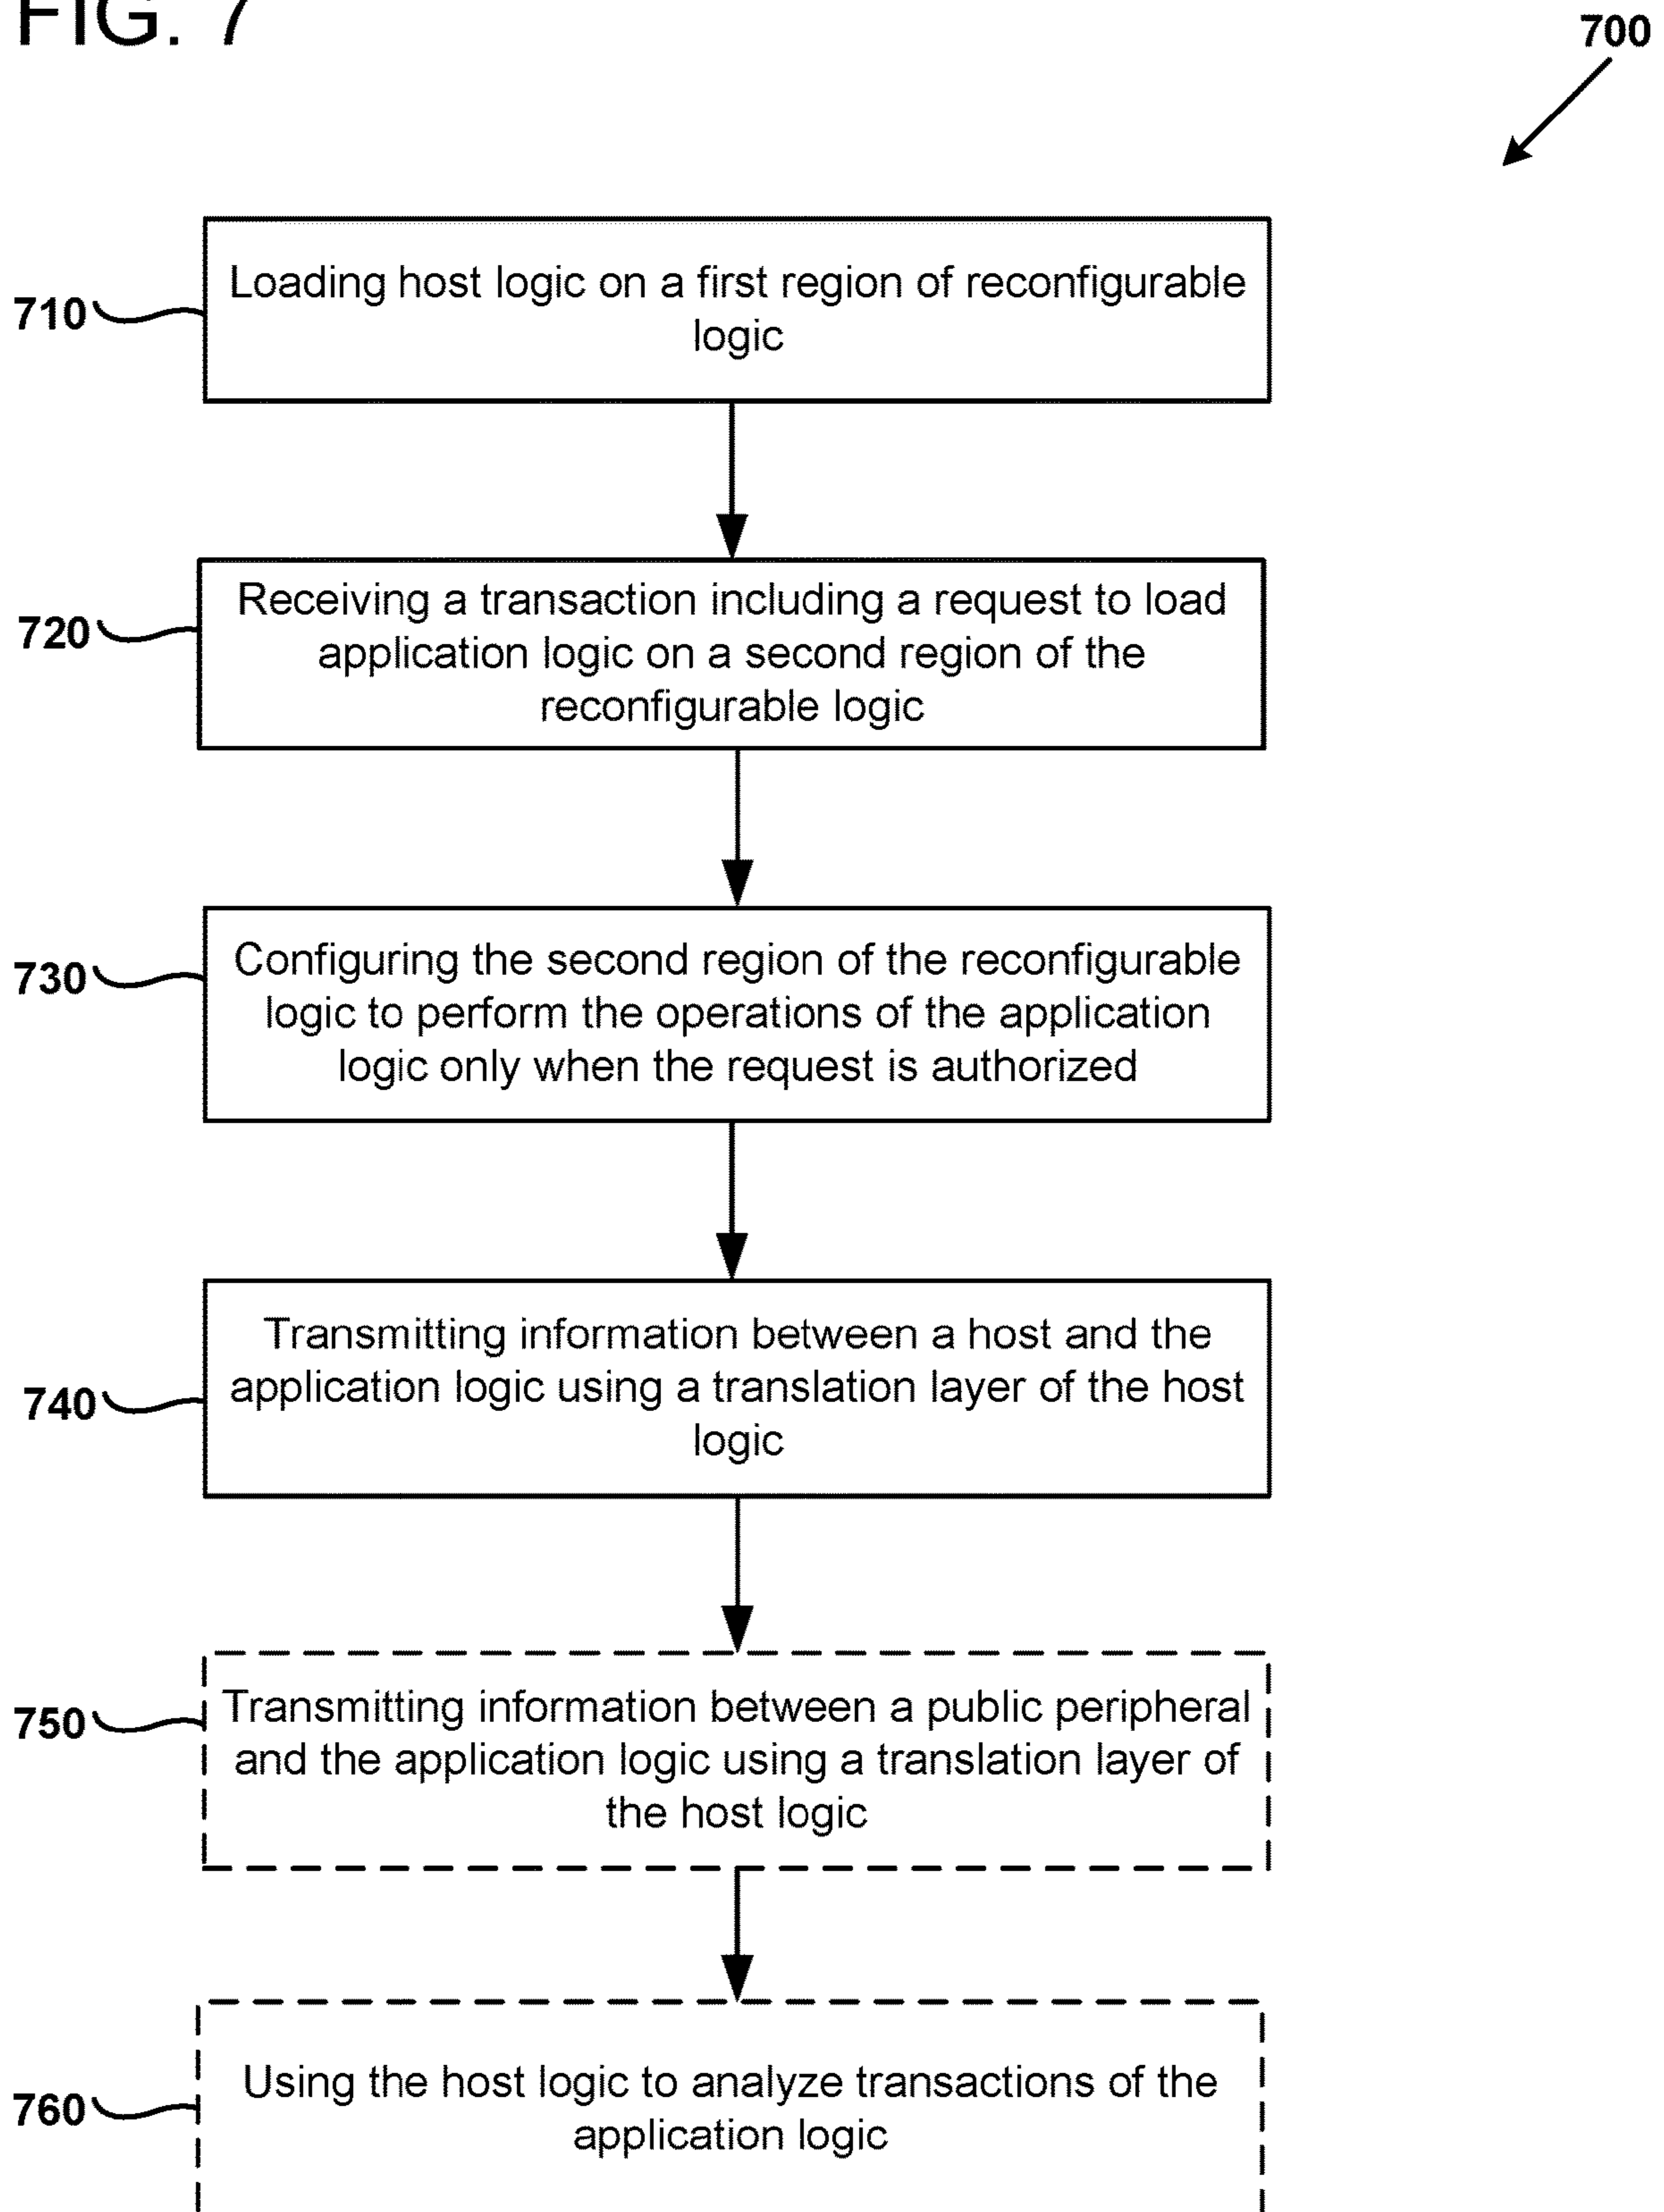 FIG. 7
700
710
Loading host logic on a first region of reconfigurable
logic
720
Receiving a transaction including a request to load
application logic on a second region of the
reconfigurable logic
730
Configuring the second region of the reconfigurable
logic to perform the operations of the application
logic only when the request is authorized
740
Transmitting information between a host and the
application logic using a translation layer of the host
logic
750
Transmitting information between a public peripheral
and the application logic using a translation layer of
the host logic
760
Using the host logic to analyze transactions of the
application logic